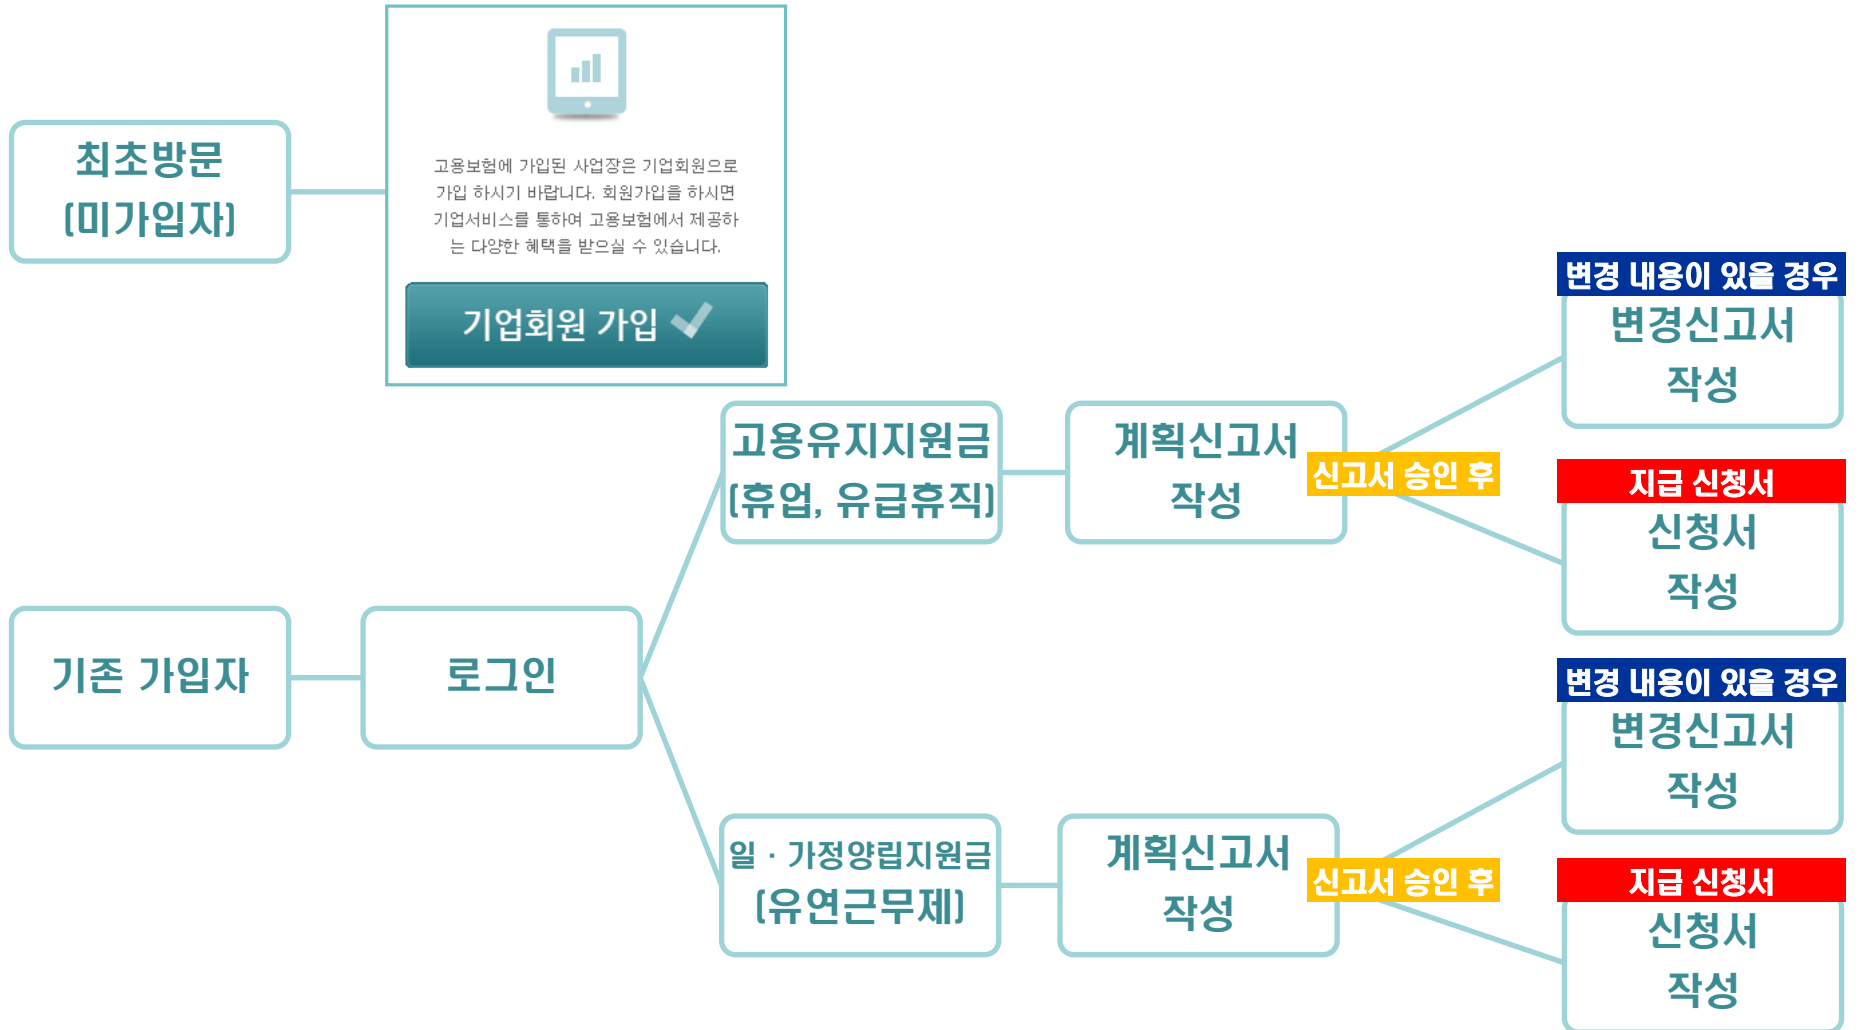 최초방문
(미가입자)
고용보험에 가입된 사업장은 기업회원으로
가입 하시기 바랍니다. 회원가입을 하시면
기업서비스를 통하여 고용보험에서 제공하
는 다양한 혜택을 받으실 수 있습니다.
기업회원 가입
기존 가입자
로그인
고용유지지원금
(휴업, 유급휴직)
계획신고서
작성
신고서 승인 후
변경 내용이 있을 경우
변경신고서
작성
지급 신청서
신청서
작성
일 · 가정양립지원금
(유연근무제)
계획신고서
작성
신고서 승인 후
변경 내용이 있을 경우
변경신고서
작성
지급 신청서
신청서
작성